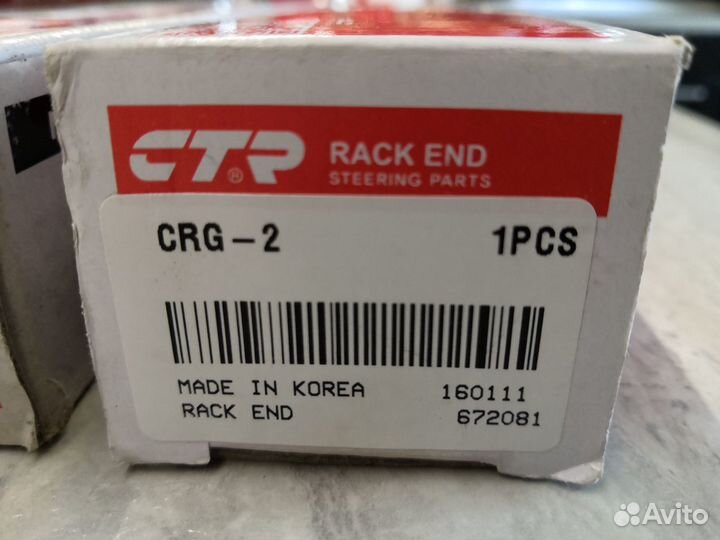 CTR® RACK END
STEERING PARTS
CRG-2 1PCS
MADE IN KOREA 160111
RACK END 672081
Avito